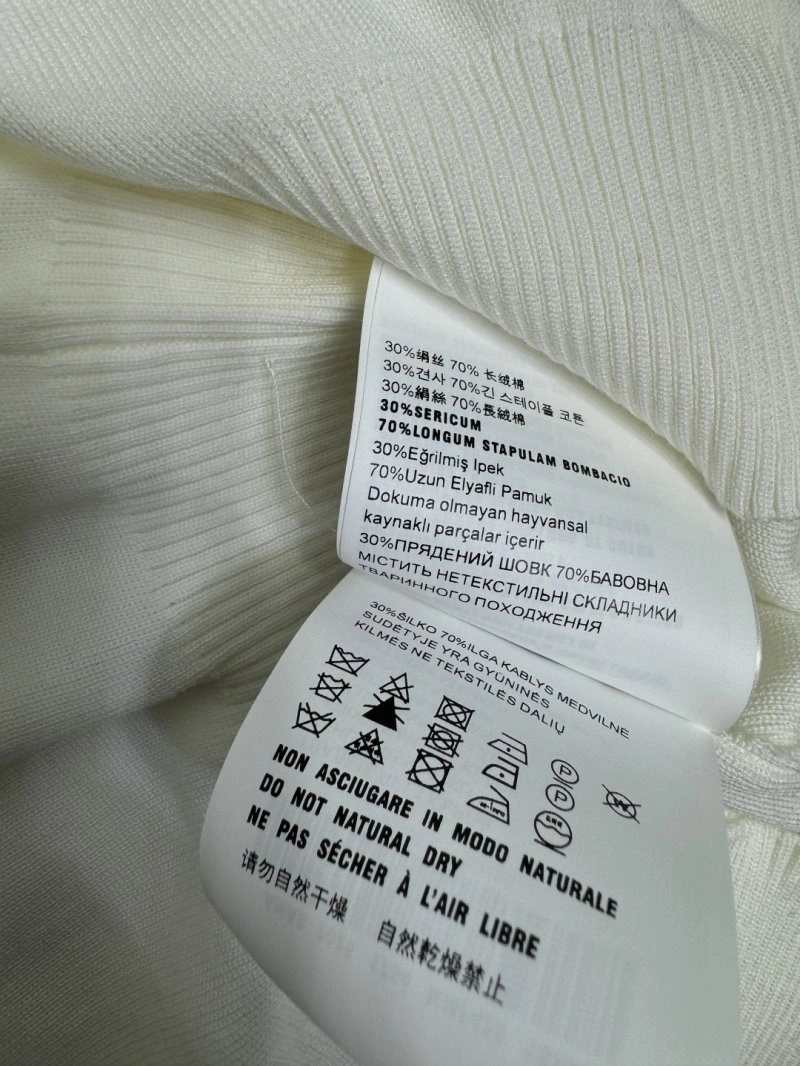 30%绢丝 70% 长绒棉
30%견사 70%긴 스테이플 코튼
30%絹絲 70%長絨棉
30%SERICUM
70%LONGUM STAPULAM BOMBACIO
30%Eğrilmiş Ipek
70%Uzun Elyafli Pamuk
Dokuma olmayan hayvansal
kaynaklı parçalar içerir
30%ПРЯДЕНИЙ ШОВК 70%БАВОВНА
МІСТИТЬ НЕТЕКСТИЛЬНІ СКЛАДНИКИ
ТВАРИННОГО ПОХОДЖЕННЯ
30%ŠILKO 70%ILGA KABLYS MEDVILNĖ
SUDĖTYJE YRA GYŪNINĖS
KILMĖS NE TEKSTILĖS DALIŲ
P
P
NON ASCIUGARE IN MODO NATURALE
DO NOT NATURAL DRY
NE PAS SÉCHER À L'AIR LIBRE
请勿自然干燥 自然乾燥禁止